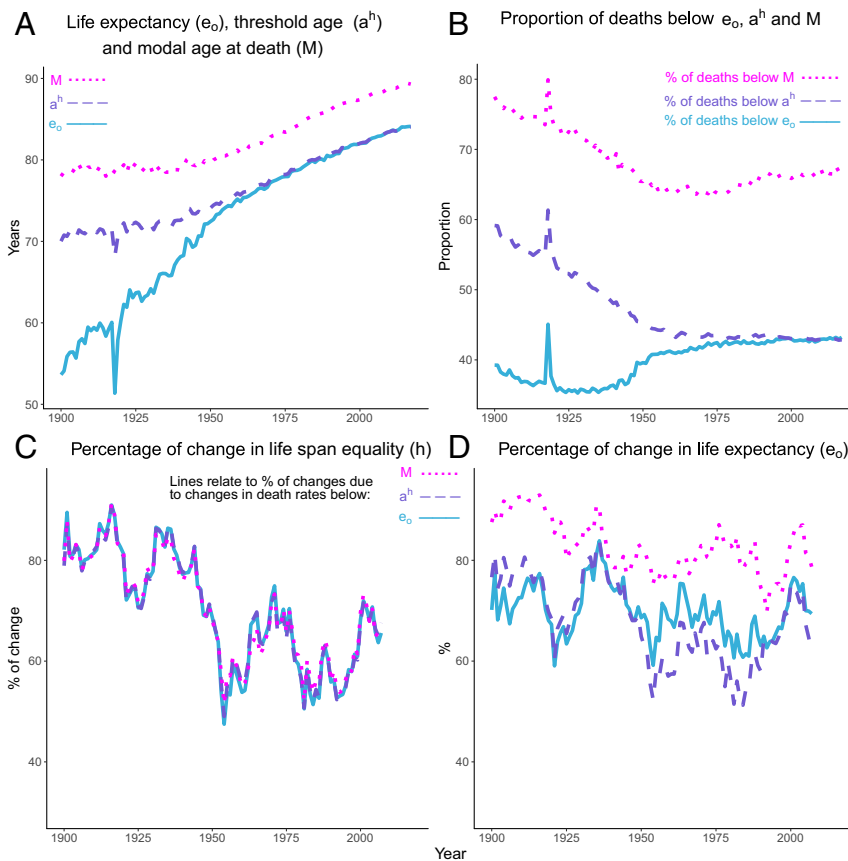 A
Life expectancy (eo), threshold age (a^h)
and modal age at death (M)
90
80
70
60
50
Years
M
a^h
eo
1900
1925
1950
1975
2000
B
Proportion of deaths below eo, a^h and M
80
70
60
50
40
Proportion
% of deaths below M
% of deaths below a^h
% of deaths below eo
1900
1925
1950
1975
2000
C
Percentage of change in life span equality (h)
Lines relate to % of changes due
to changes in death rates below:
M
a^h
eo
80
60
40
% of change
1900
1925
1950
1975
2000
D
Percentage of change in life expectancy (eo)
80
60
40
%
1900
1925
1950
1975
2000
Year